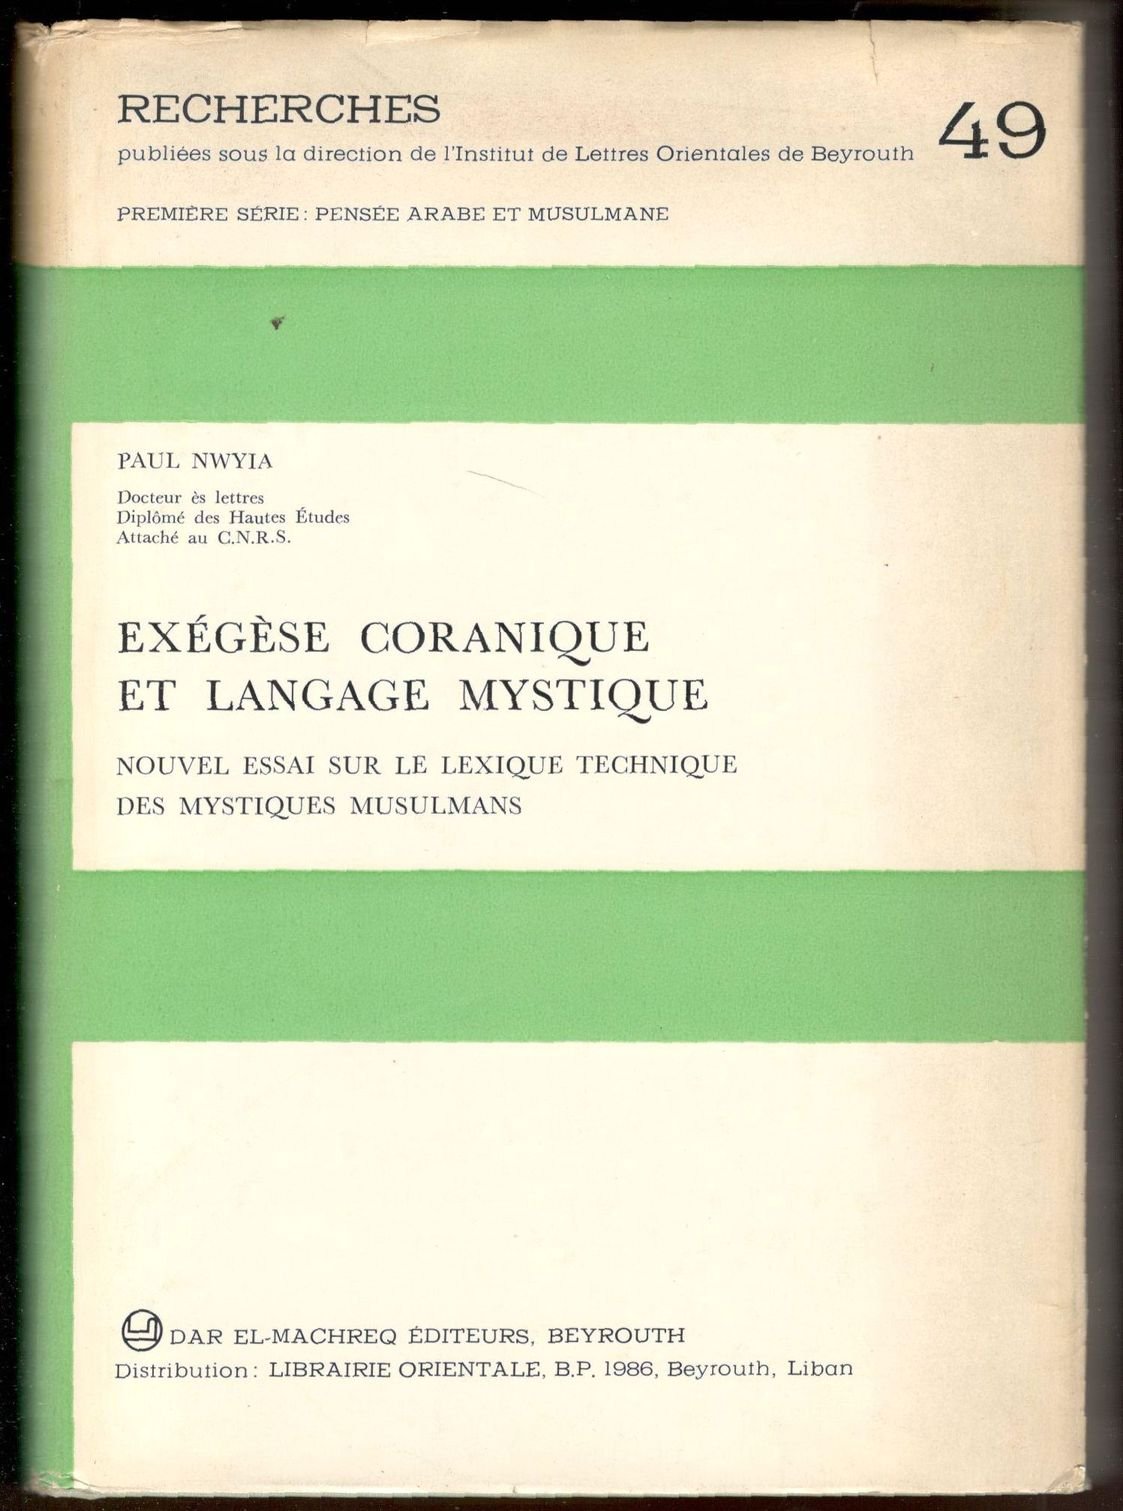 RECHERCHES
49
publiées sous la direction de l'Institut de Lettres Orientales de Beyrouth
PREMIÈRE SÉRIE: PENSÉE ARABE ET MUSULMANE
PAUL NWYIA
Docteur ès lettres
Diplômé des Hautes Études
Attaché au C.N.R.S.
EXÉGÈSE CORANIQUE
ET LANGAGE MYSTIQUE
NOUVEL ESSAI SUR LE LEXIQUE TECHNIQUE
DES MYSTIQUES MUSULMANS
DAR EL-MACHREQ ÉDITEURS, BEYROUTH
Distribution: LIBRAIRIE ORIENTALE, B.P. 1986, Beyrouth, Liban